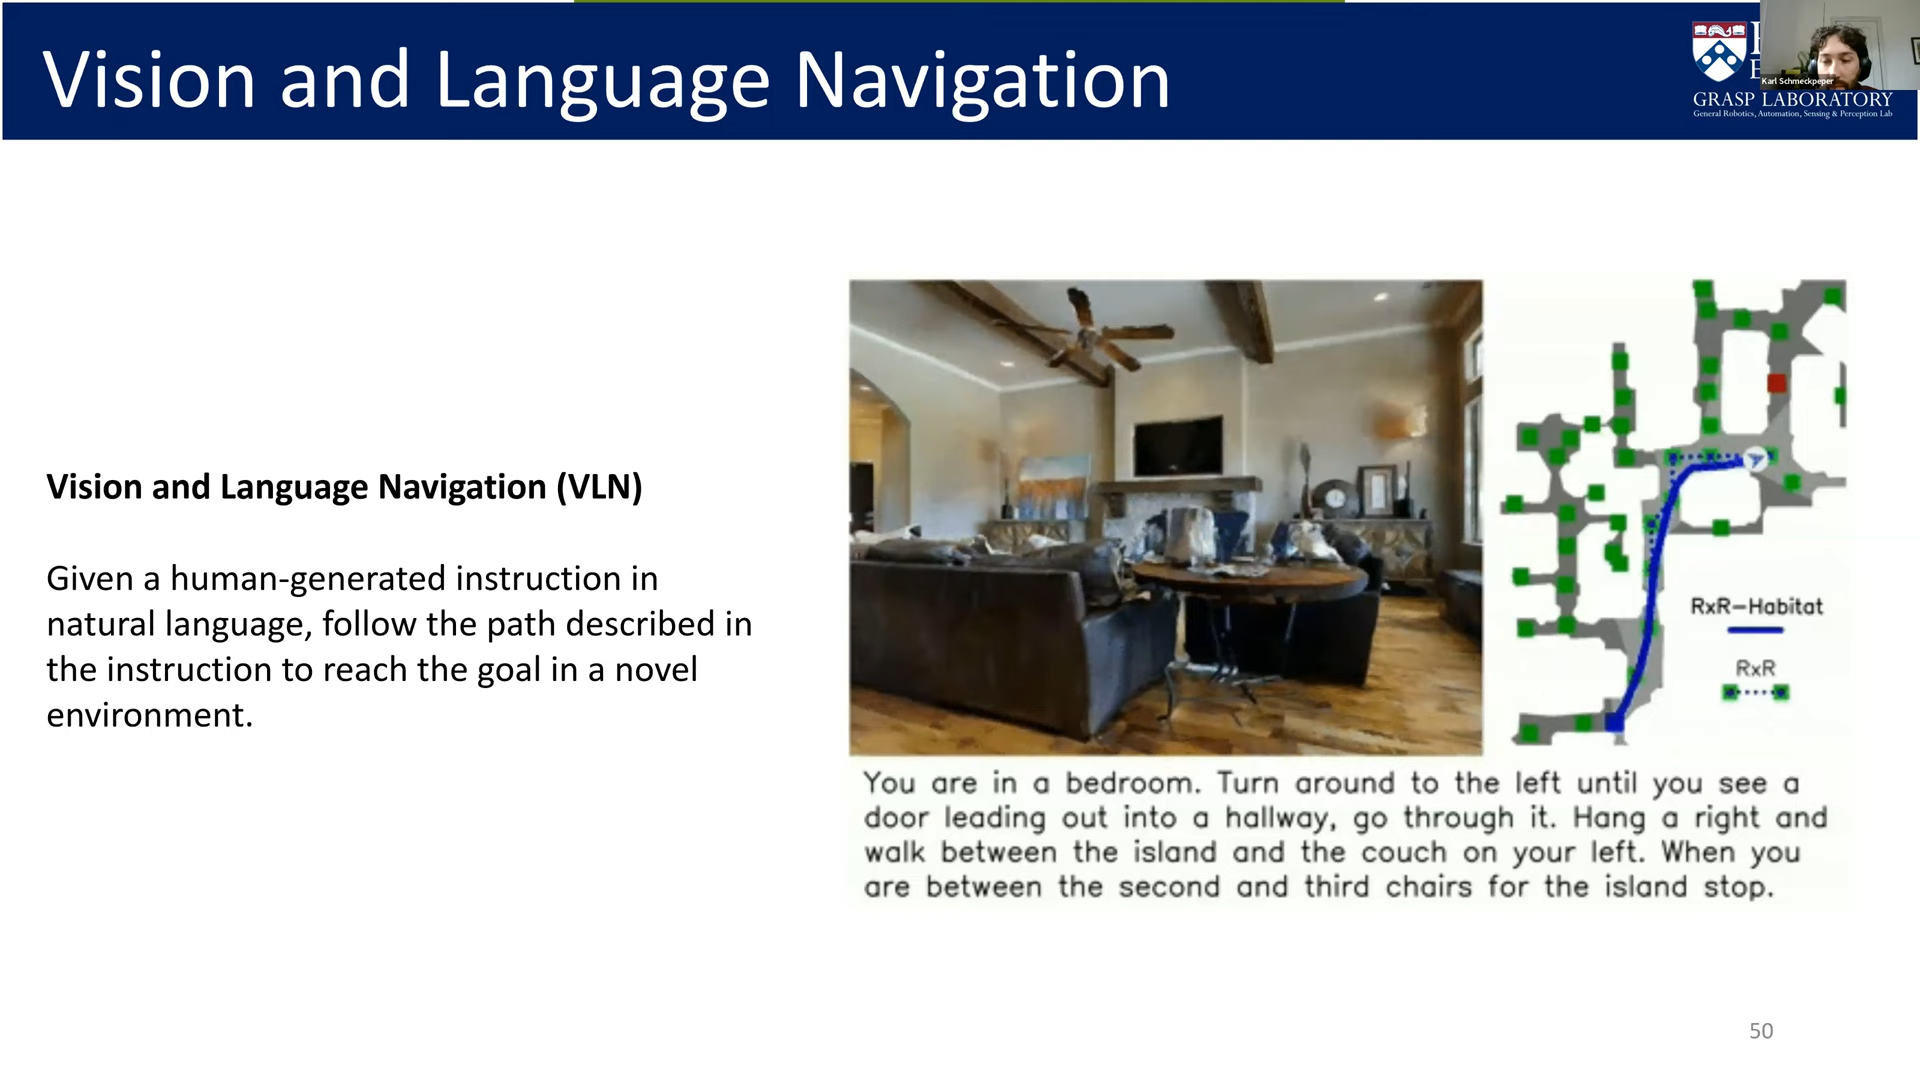 Vision and Language Navigation
Karl Schmeckpeper
GRASP LABORATORY
General Robotics, Automation, Sensing & Perception Lab
Vision and Language Navigation (VLN)
Given a human-generated instruction in
natural language, follow the path described in
the instruction to reach the goal in a novel
environment.
RxR-Habitat
RxR
You are in a bedroom. Turn around to the left until you see a
door leading out into a hallway, go through it. Hang a right and
walk between the island and the couch on your left. When you
are between the second and third chairs for the island stop.
50